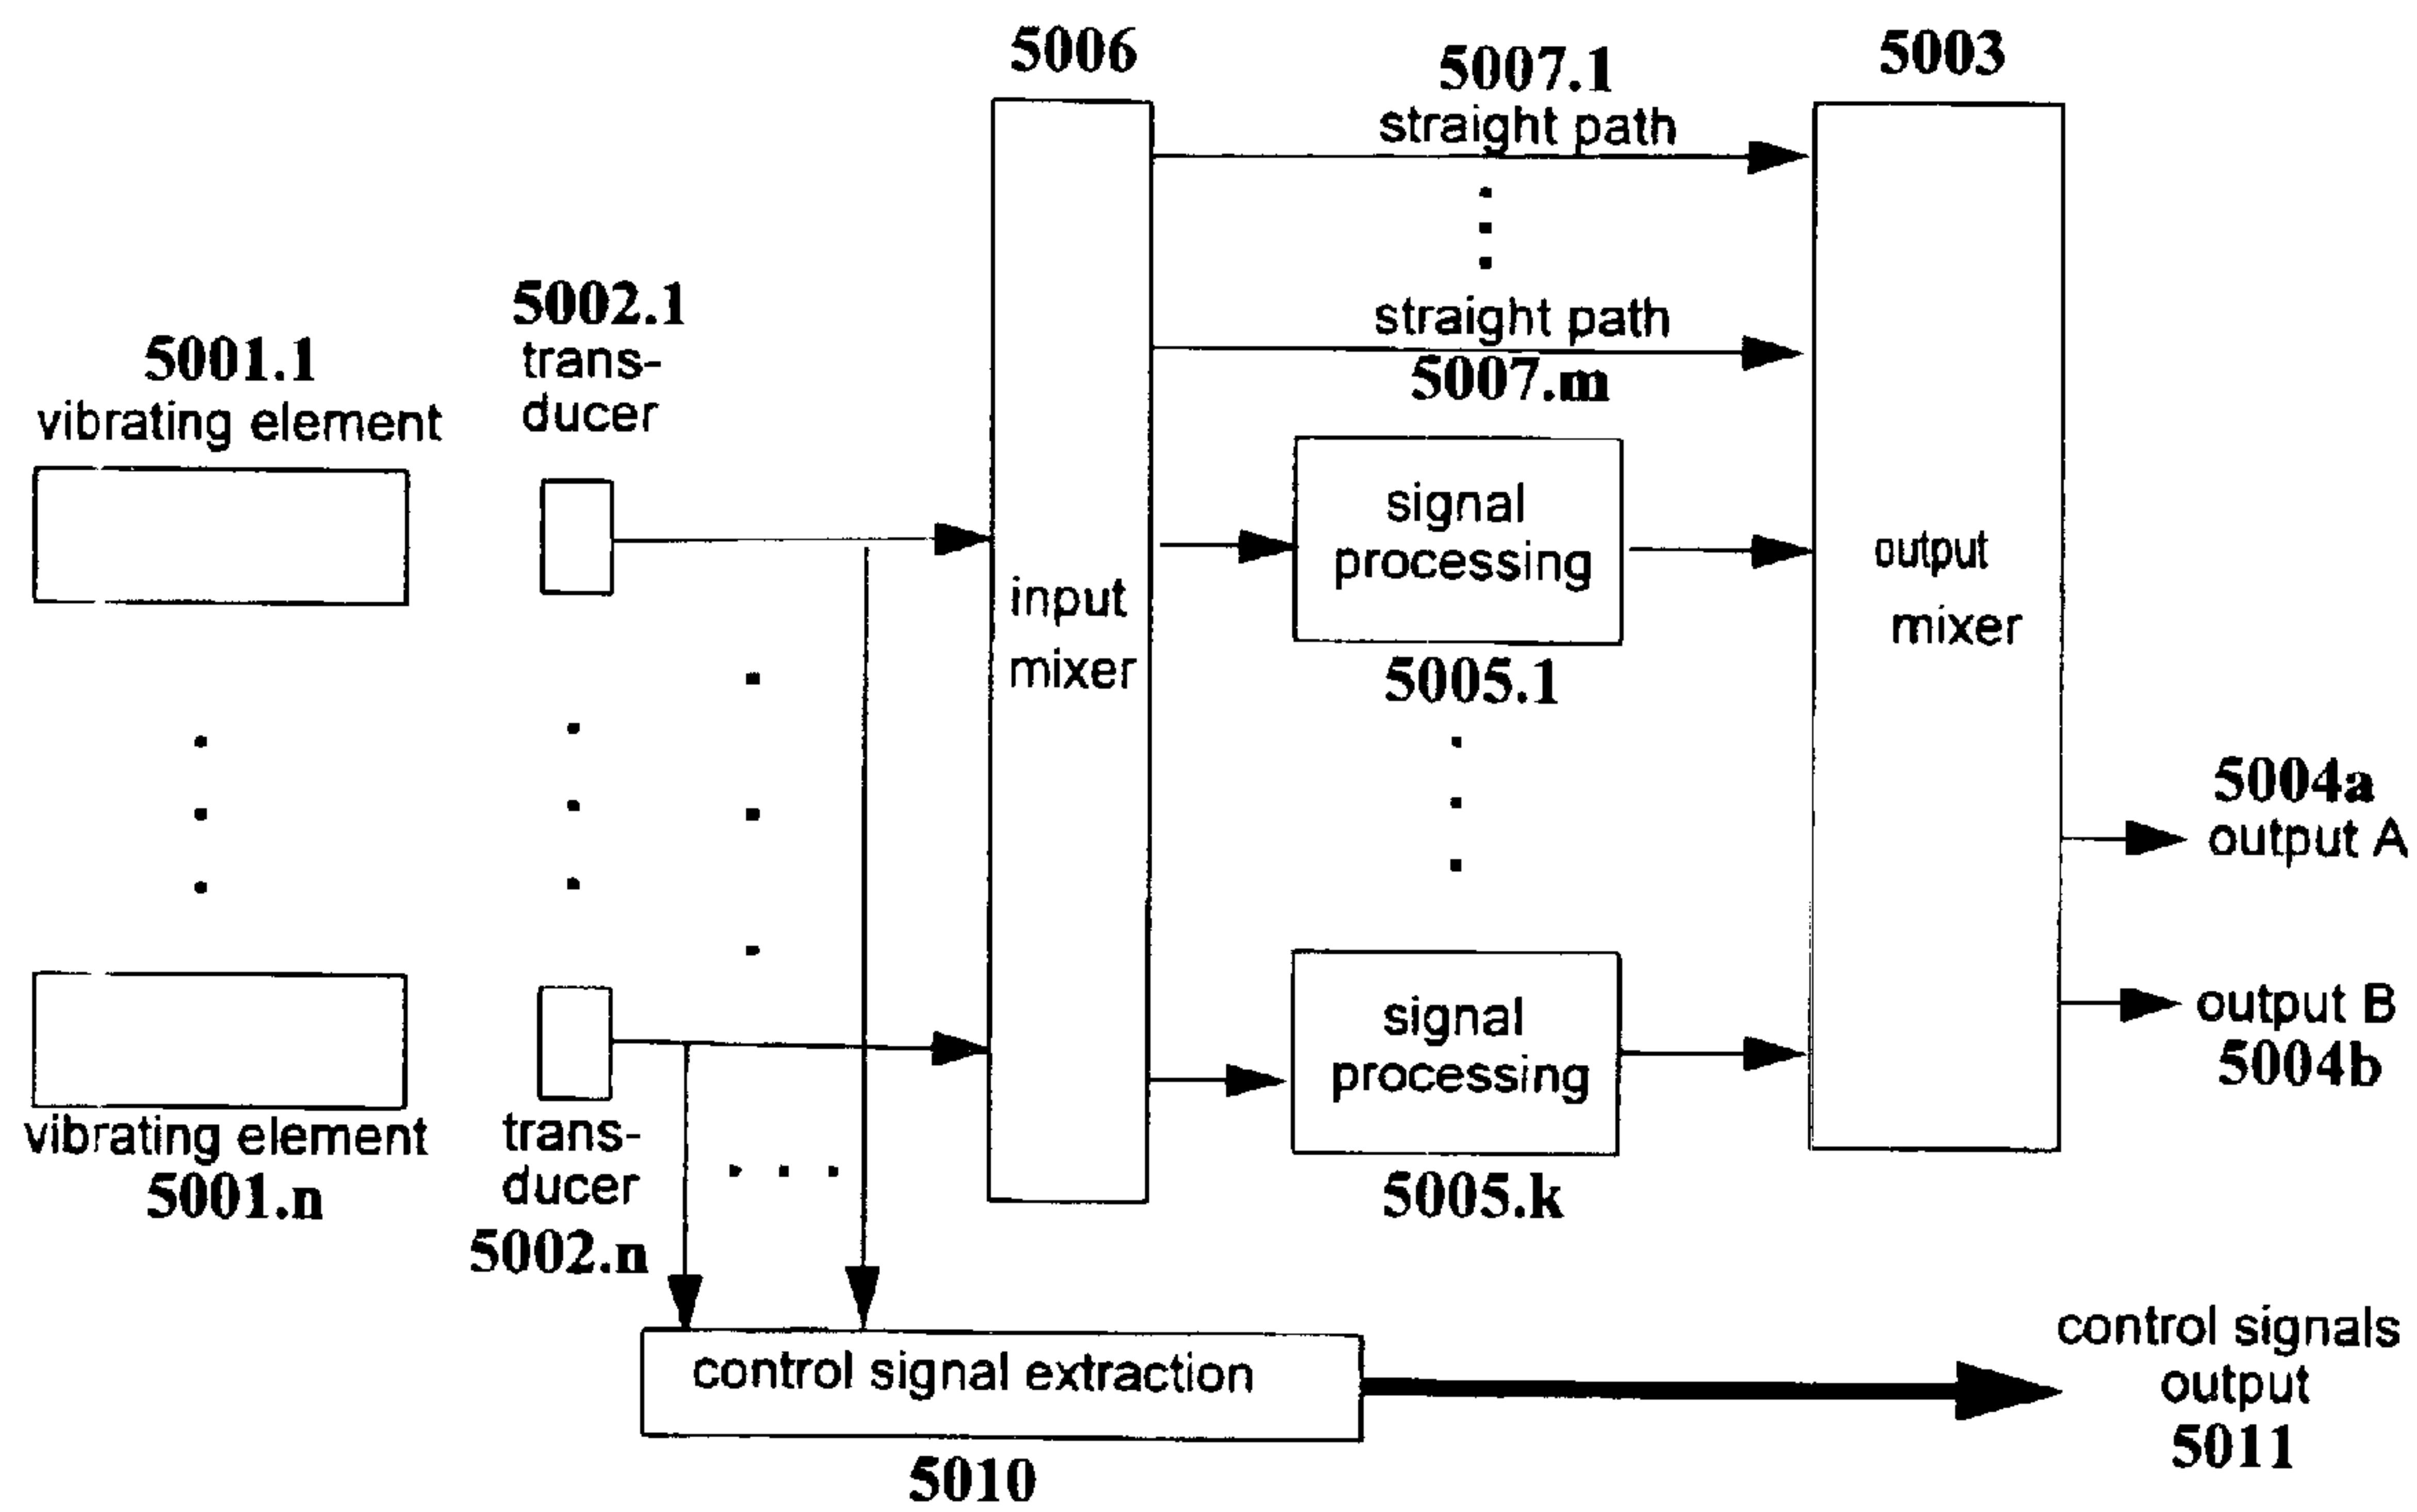 5006
5007.1
straight path
5003
5002.1
trans-
ducer
straight path
5007.m
5001.1
vibrating element
signal
processing
5005.1
input
mixer
output
mixer
5004a
output A
output B
5004b
signal
processing
5005.k
vibrating element
5001.n
trans-
ducer
5002.n
control signal extraction
5010
control signals
output
5011